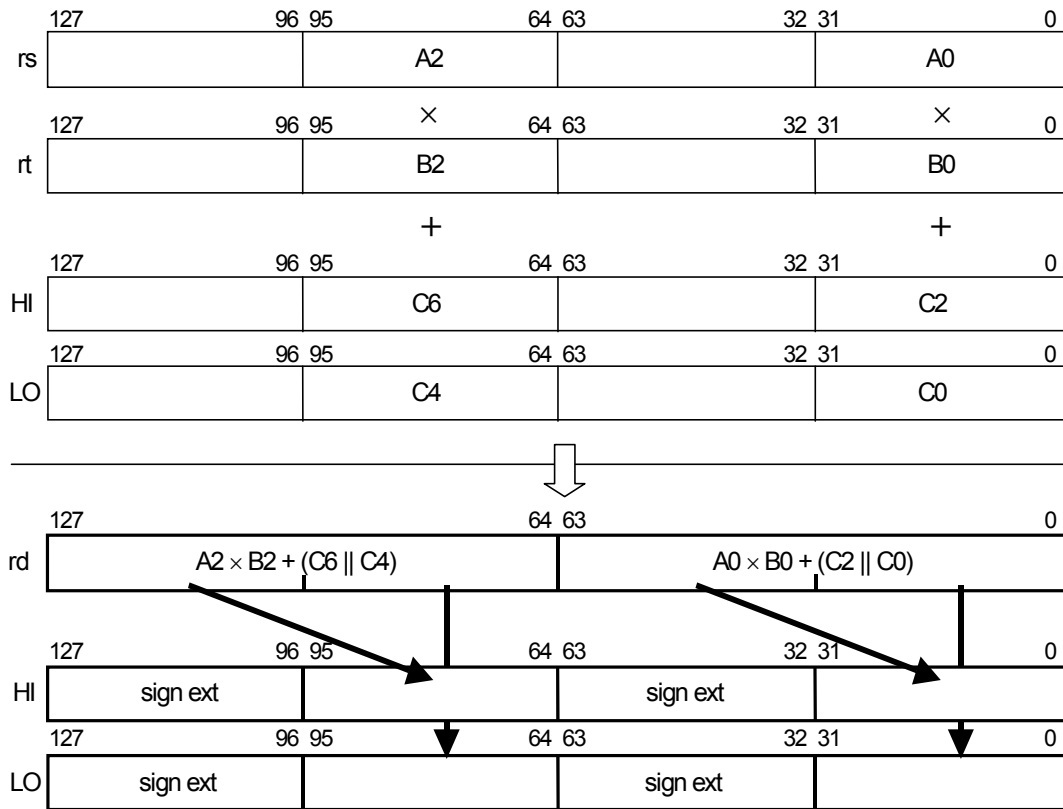 127 96 95 64 63 32 31 0
rs A2 A0
× ×
127 96 95 64 63 32 31 0
rt B2 B0
+ +
127 96 95 64 63 32 31 0
HI C6 C2
127 96 95 64 63 32 31 0
LO C4 C0
127 64 63 0
rd A2 × B2 + (C6 || C4) A0 × B0 + (C2 || C0)
127 96 95 64 63 32 31 0
HI sign ext sign ext
127 96 95 64 63 32 31 0
LO sign ext sign ext